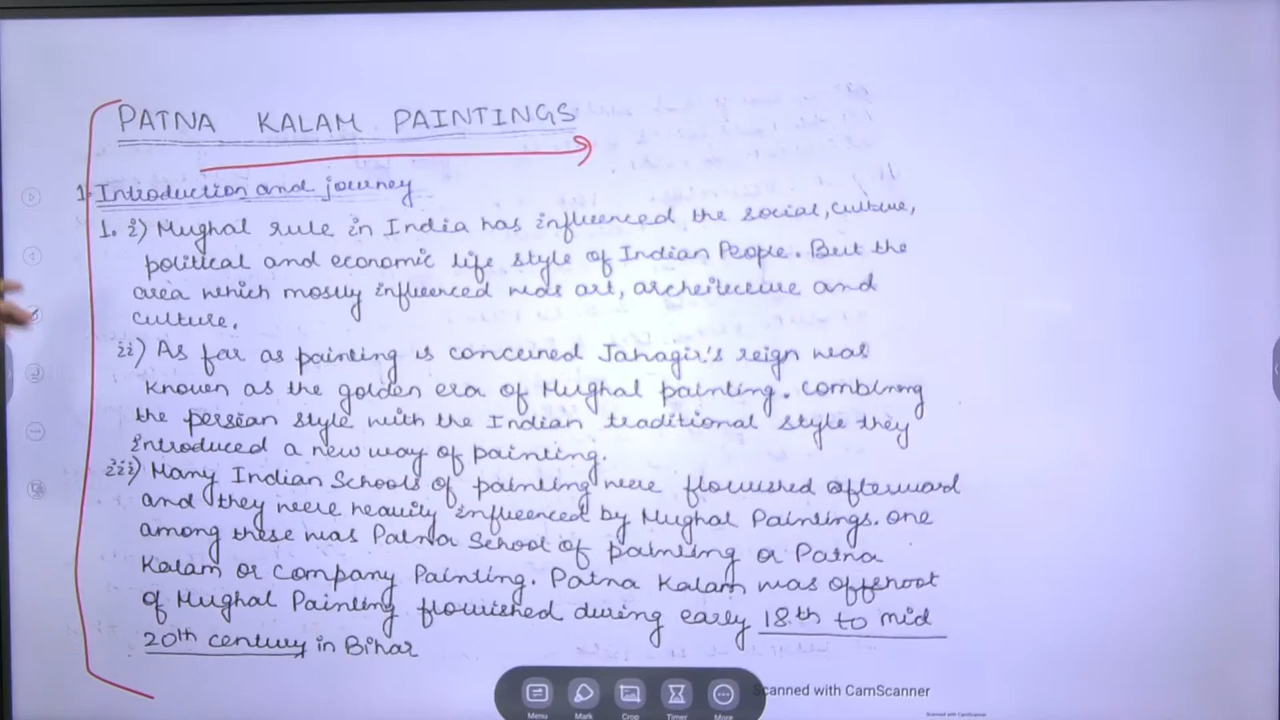 PATNA KALAM PAINTINGS
1. Introduction and journey
1. i) Mughal rule in India has influenced the social, culture,
political and economic life style of Indian People. But the
area which mostly influenced was art, architecture and
culture.
ii) As far as painting is concerned Jahagir's reign was
known as the golden era of Mughal painting. combining
the persian style with the Indian traditional style they
introduced a new way of painting.
iii) Many Indian Schools of painting were flourished afterward
and they were heavily influenced by Mughal Paintings. One
among these was Patna School of painting or Patna
Kalam or Company Painting. Patna Kalam was offshoot
of Mughal Painting flourished during early 18th to mid
20th century in Bihar
Scanned with CamScanner
Menu Mark Crop Timer More
Scanned with CamScanner